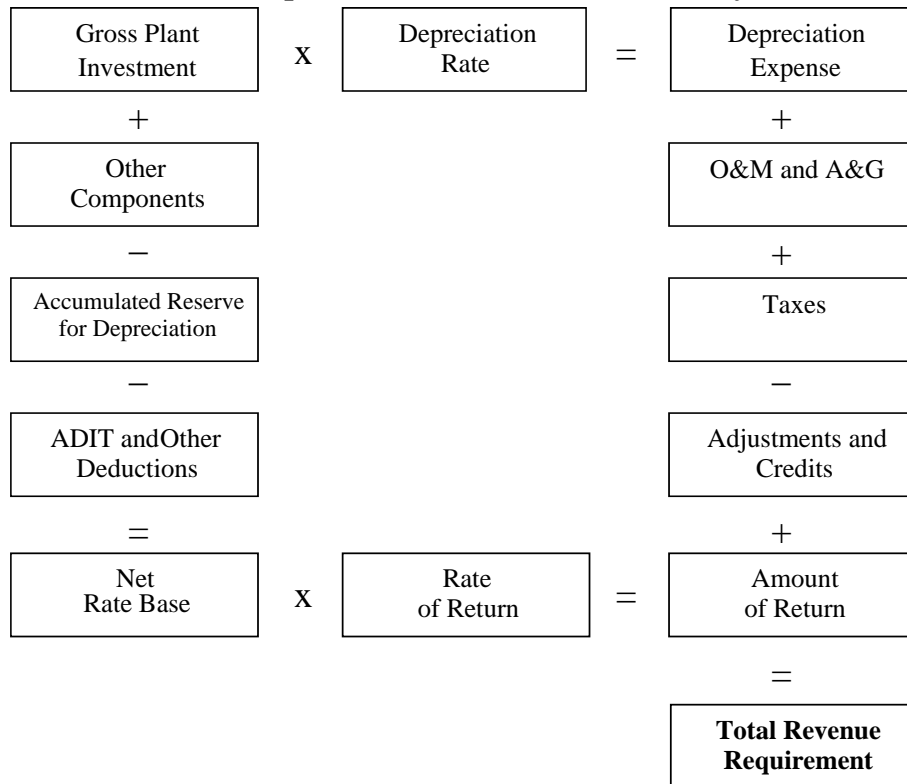 Gross Plant
Investment
x
Depreciation
Rate
=
Depreciation
Expense
+
+
Other
Components
O&M and A&G
−
+
Accumulated Reserve
for Depreciation
Taxes
−
−
ADIT andOther
Deductions
Adjustments and
Credits
=
+
Net
Rate Base
x
Rate
of Return
=
Amount
of Return
=
Total Revenue
Requirement